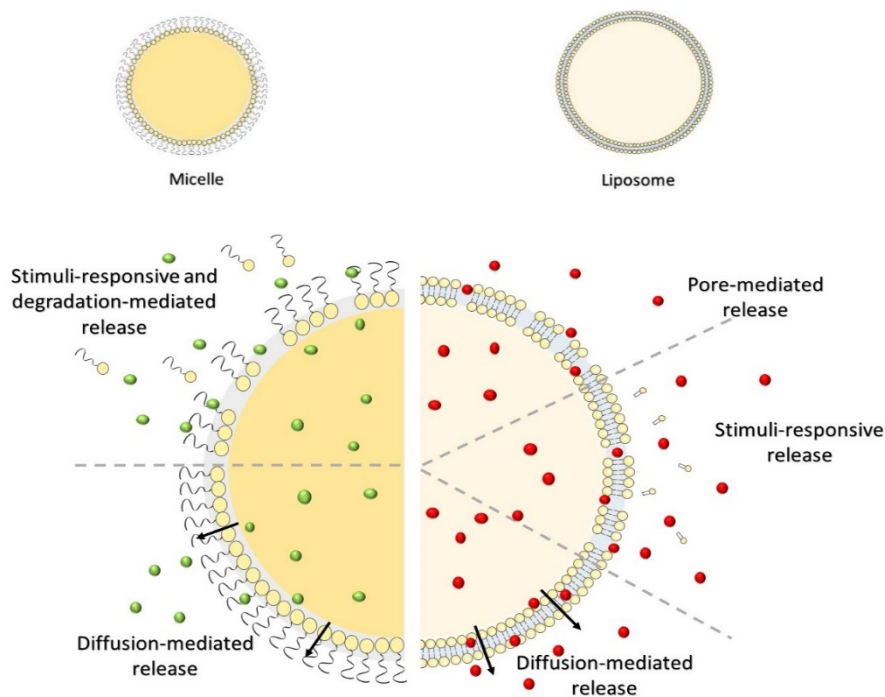 Micelle
Liposome
Stimuli-responsive and
degradation-mediated
release
Pore-mediated
release
Stimuli-responsive
release
Diffusion-mediated
release
Diffusion-mediated
release